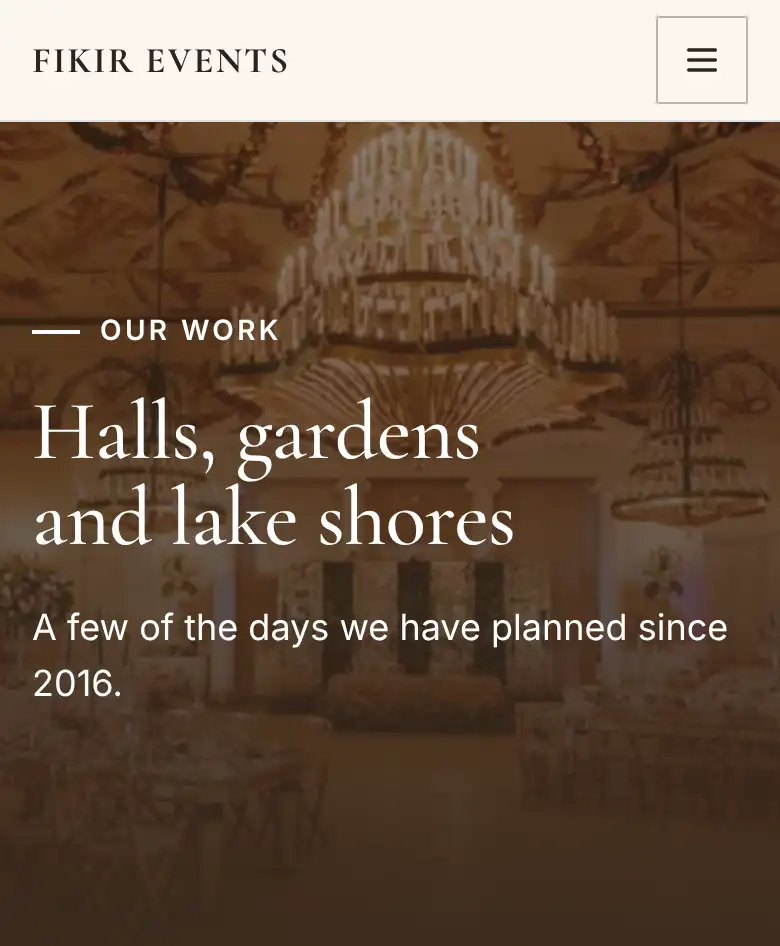 FIKIR EVENTS
OUR WORK
Halls, gardens
and lake shores
A few of the days we have planned since
2016.